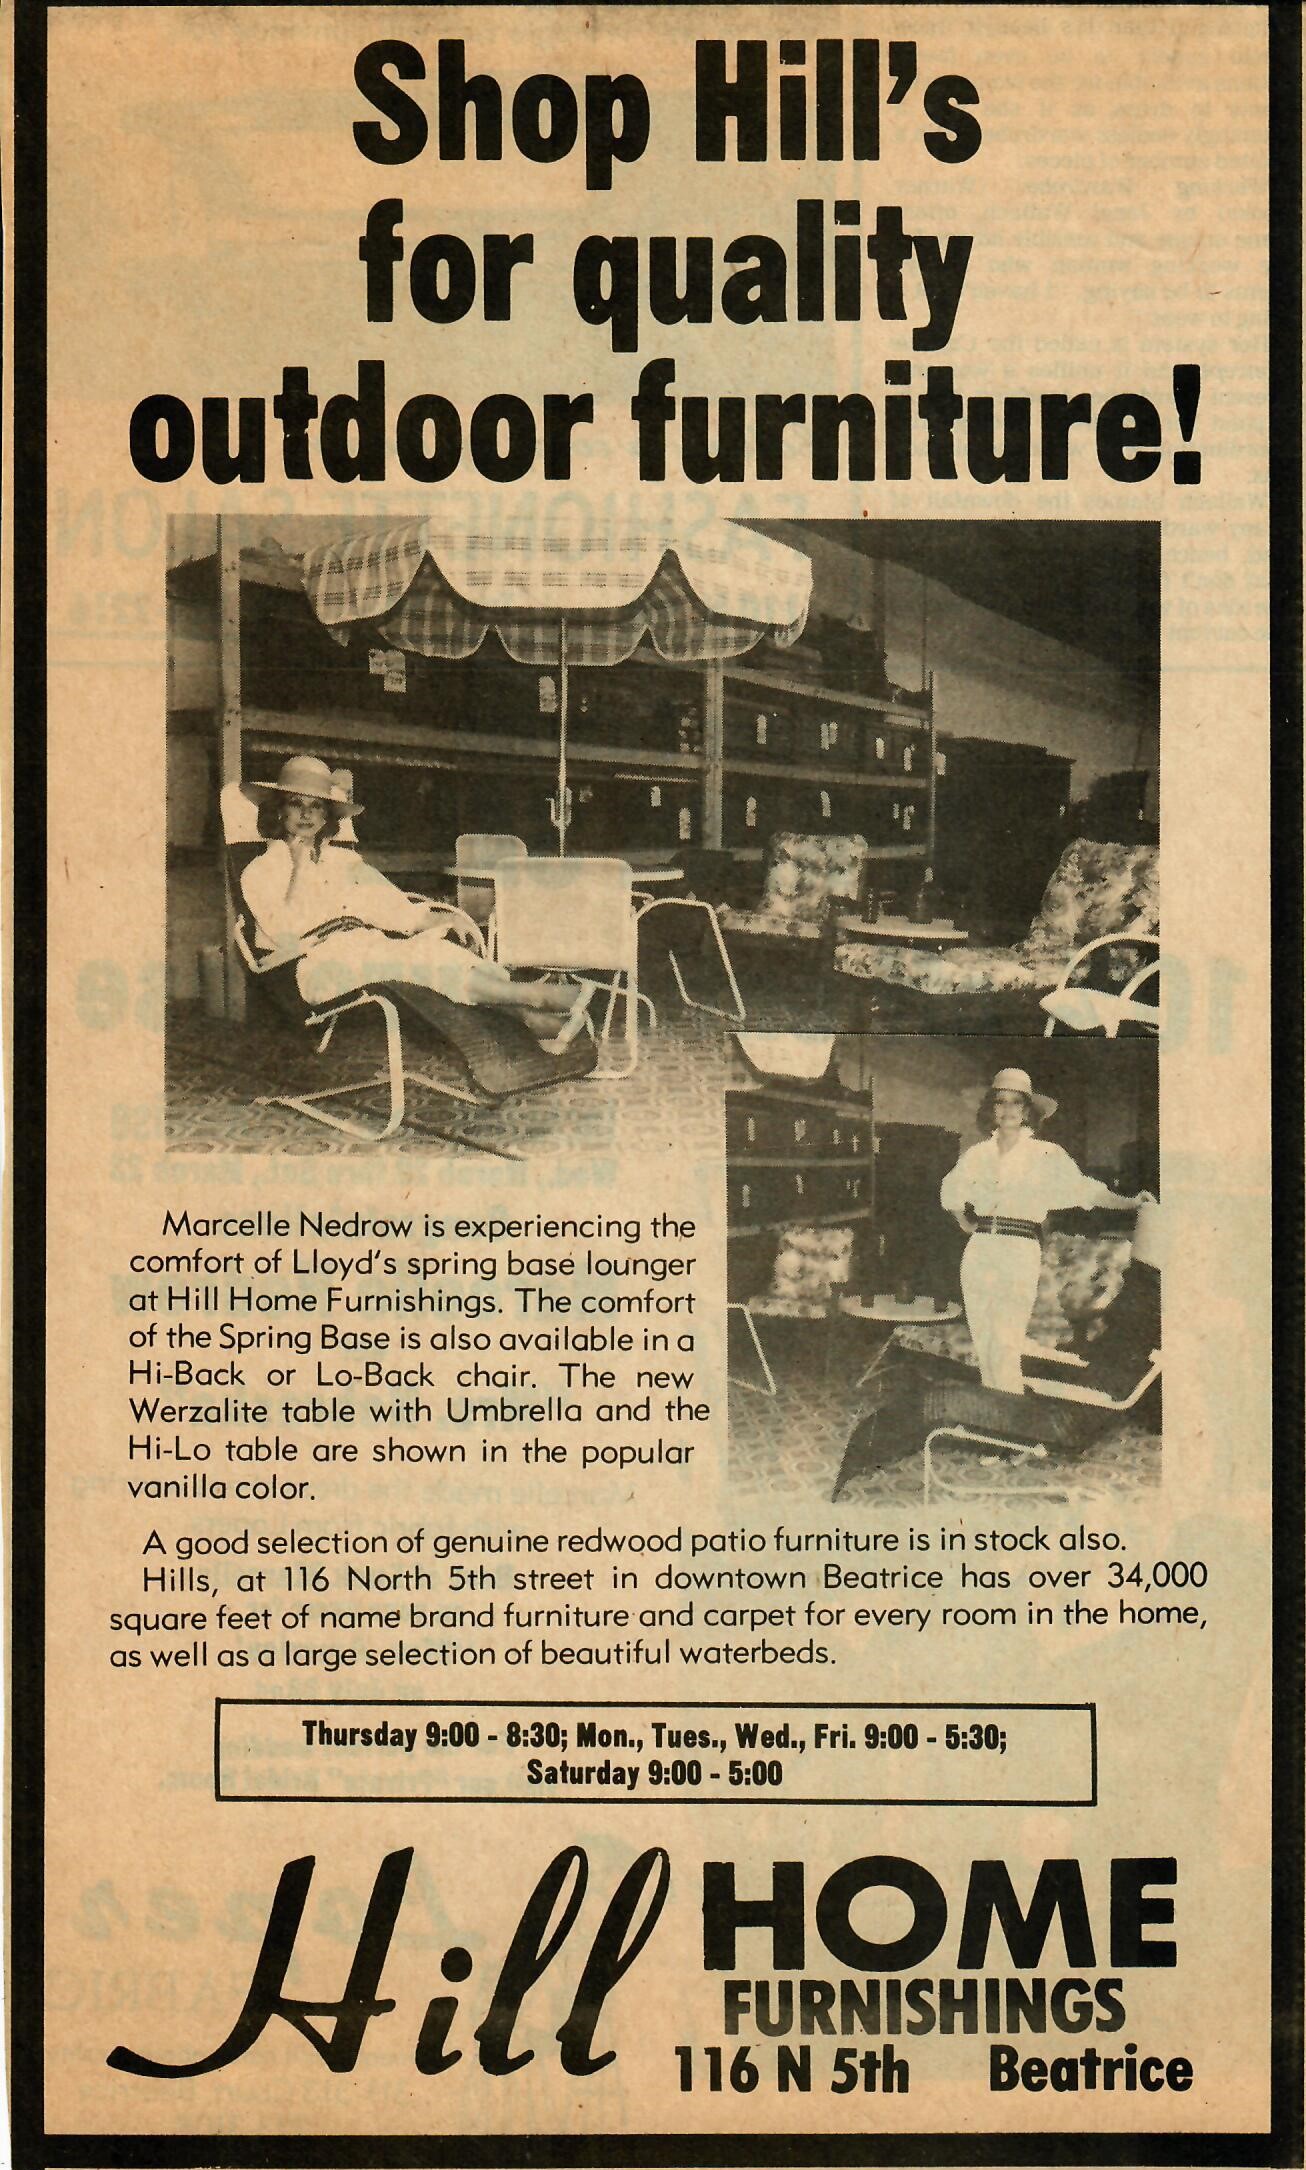 Shop Hill's
for quality
outdoor furniture!
Marcelle Nedrow is experiencing the
comfort of Lloyd's spring base lounger
at Hill Home Furnishings. The comfort
of the Spring Base is also available in a
Hi-Back or Lo-Back chair. The new
Werzalite table with Umbrella and the
Hi-Lo table are shown in the popular
vanilla color.
A good selection of genuine redwood patio furniture is in stock also.
Hills, at 116 North 5th street in downtown Beatrice has over 34,000
square feet of name brand furniture and carpet for every room in the home,
as well as a large selection of beautiful waterbeds.
Thursday 9:00 - 8:30; Mon., Tues., Wed., Fri. 9:00 - 5:30;
Saturday 9:00 - 5:00
Hill HOME
FURNISHINGS
116 N 5th Beatrice